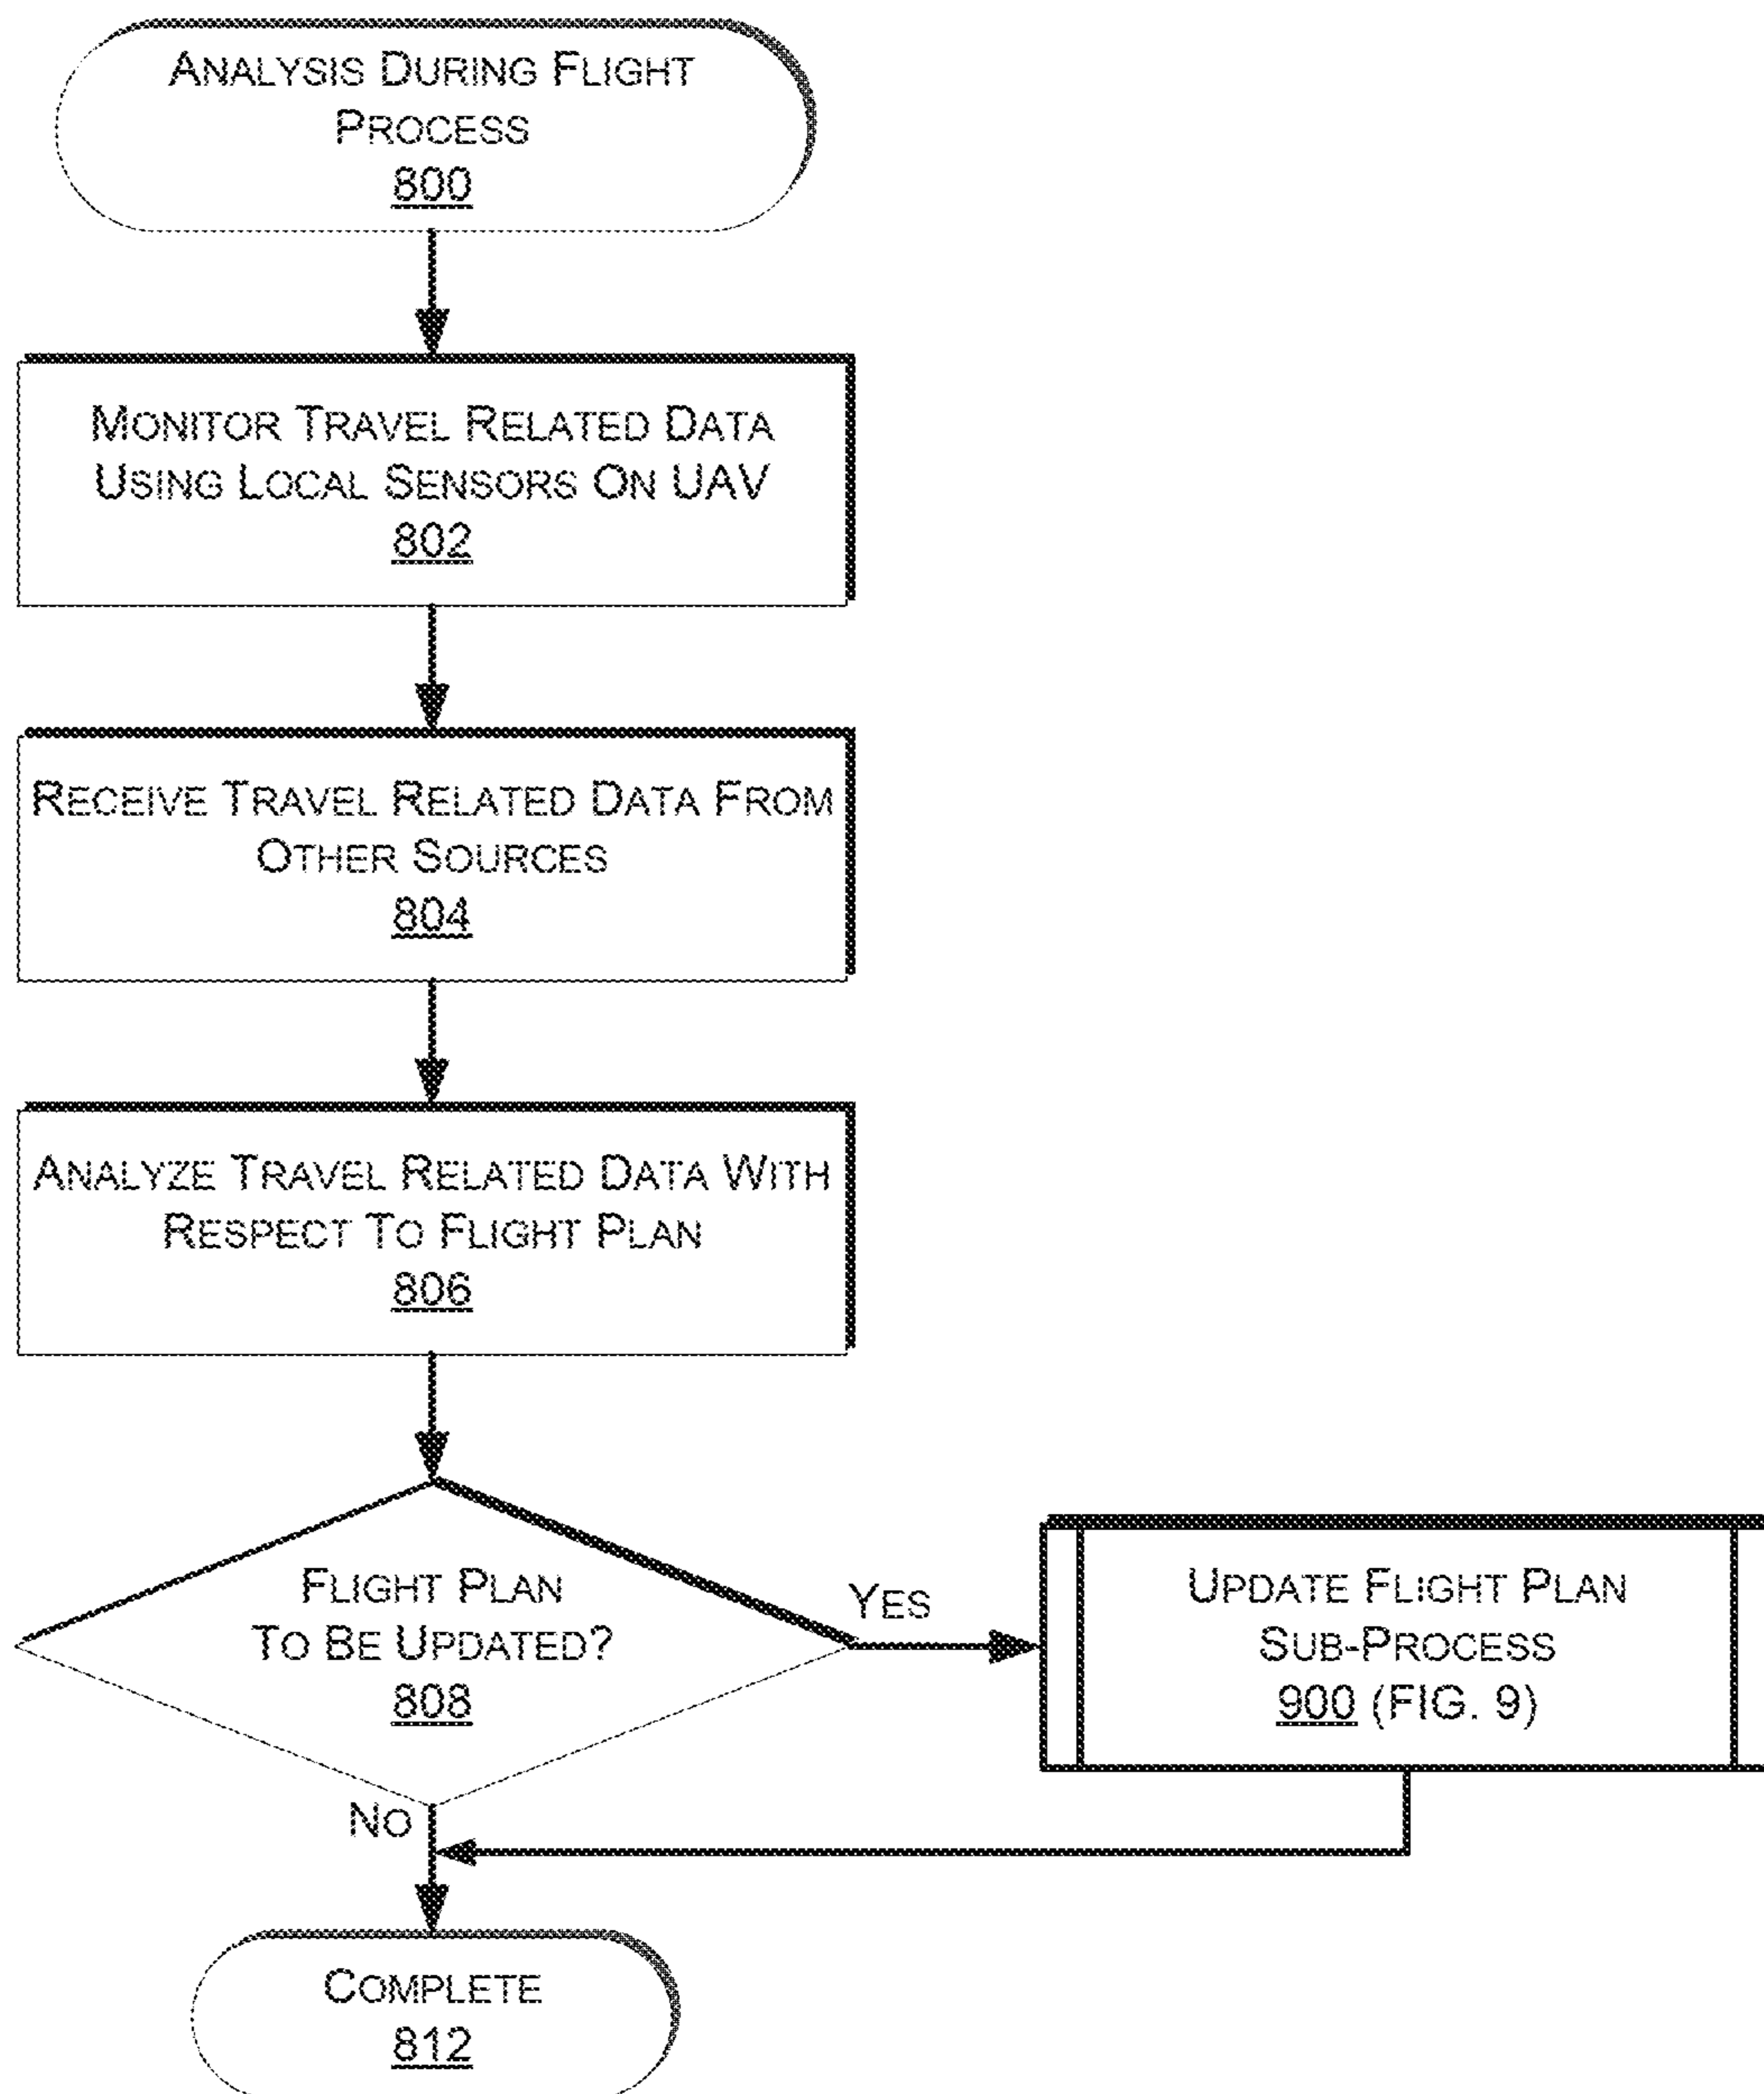 ANALYSIS DURING FLIGHT
PROCESS
800
MONITOR TRAVEL RELATED DATA
USING LOCAL SENSORS ON UAV
802
RECEIVE TRAVEL RELATED DATA FROM
OTHER SOURCES
804
ANALYZE TRAVEL RELATED DATA WITH
RESPECT TO FLIGHT PLAN
806
FLIGHT PLAN
TO BE UPDATED?
808
YES
UPDATE FLIGHT PLAN
SUB-PROCESS
900 (FIG. 9)
NO
COMPLETE
812